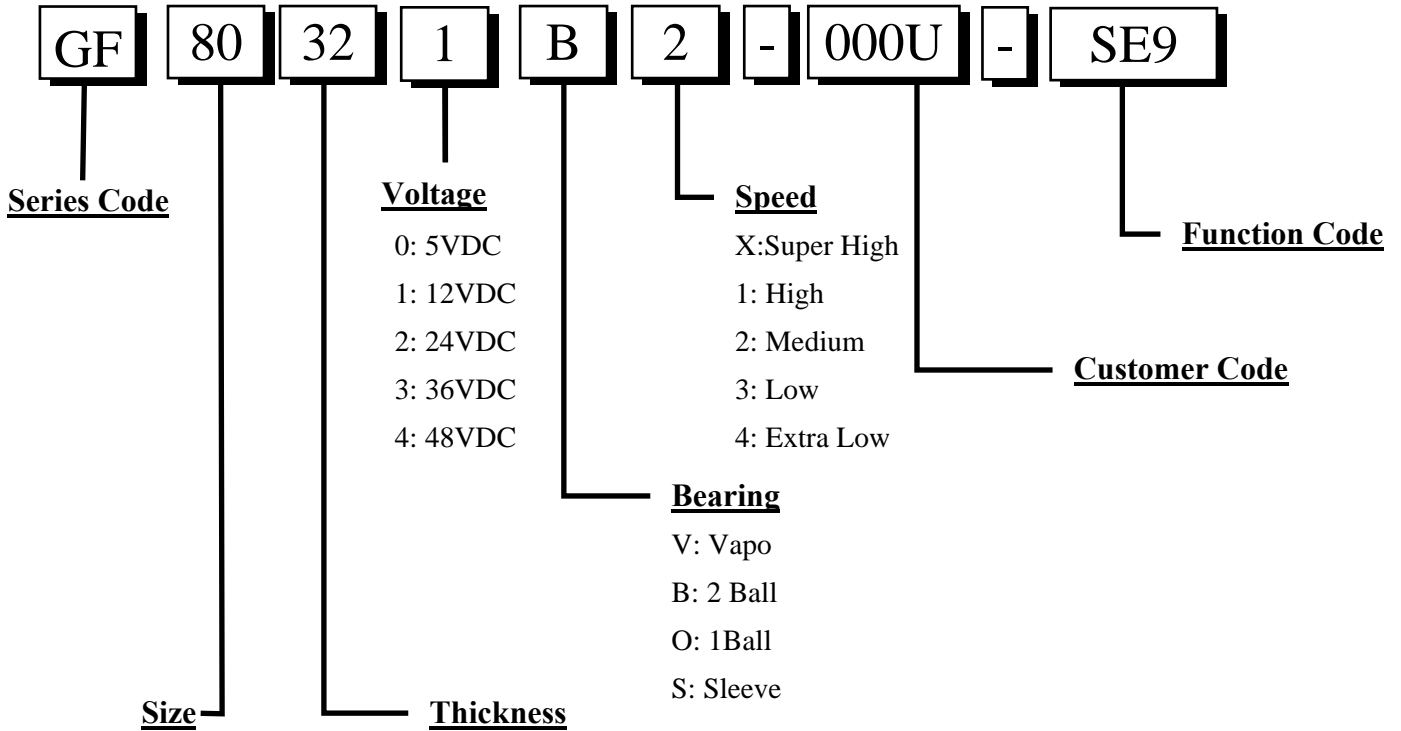 GF 80 32 1 B 2 - 000U - SE9
Series Code
Voltage
0: 5VDC
1: 12VDC
2: 24VDC
3: 36VDC
4: 48VDC
Speed
X:Super High
1: High
2: Medium
3: Low
4: Extra Low
Function Code
Customer Code
Bearing
V: Vapo
B: 2 Ball
O: 1Ball
S: Sleeve
Size
Thickness